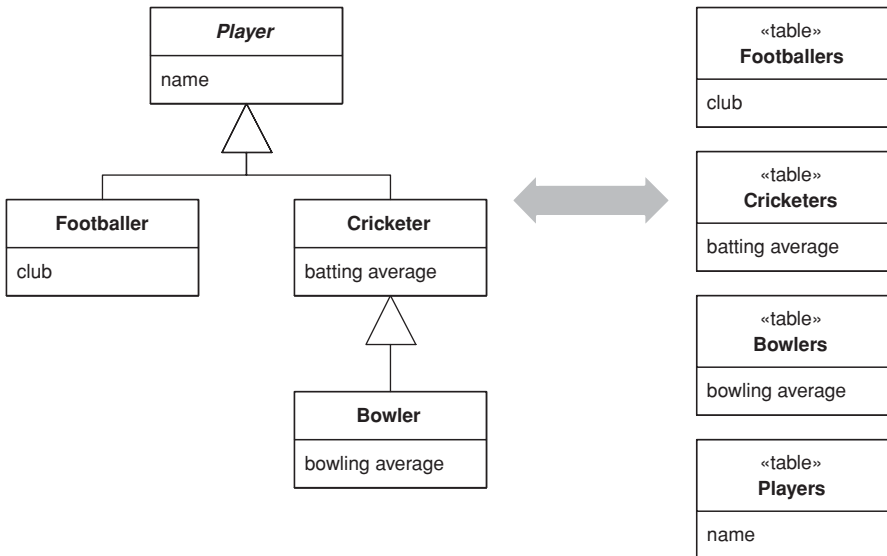 Player
name
Footballer
club
Cricketer
batting average
Bowler
bowling average
«table»
Footballers
club
«table»
Cricketers
batting average
«table»
Bowlers
bowling average
«table»
Players
name